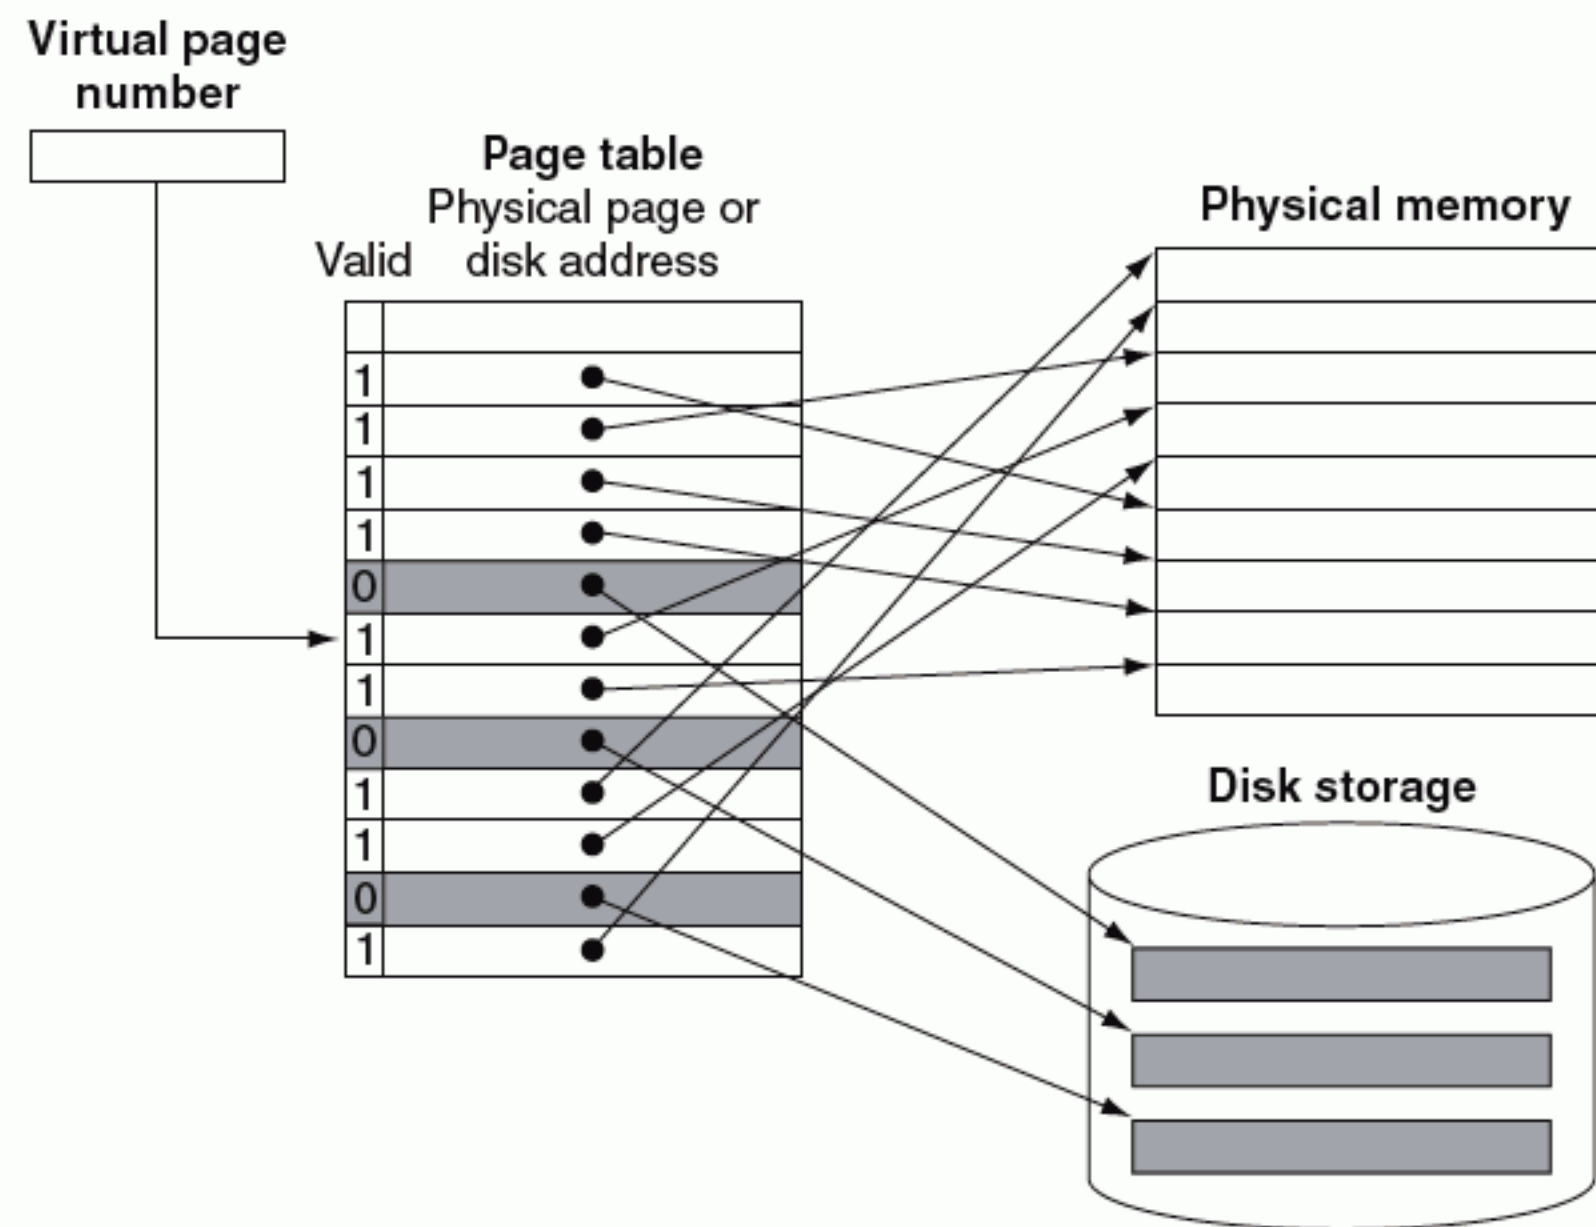 Virtual page
number
Page table
Physical page or
Valid disk address
Physical memory
1
1
1
1
0
1
1
0
1
1
0
1
Disk storage